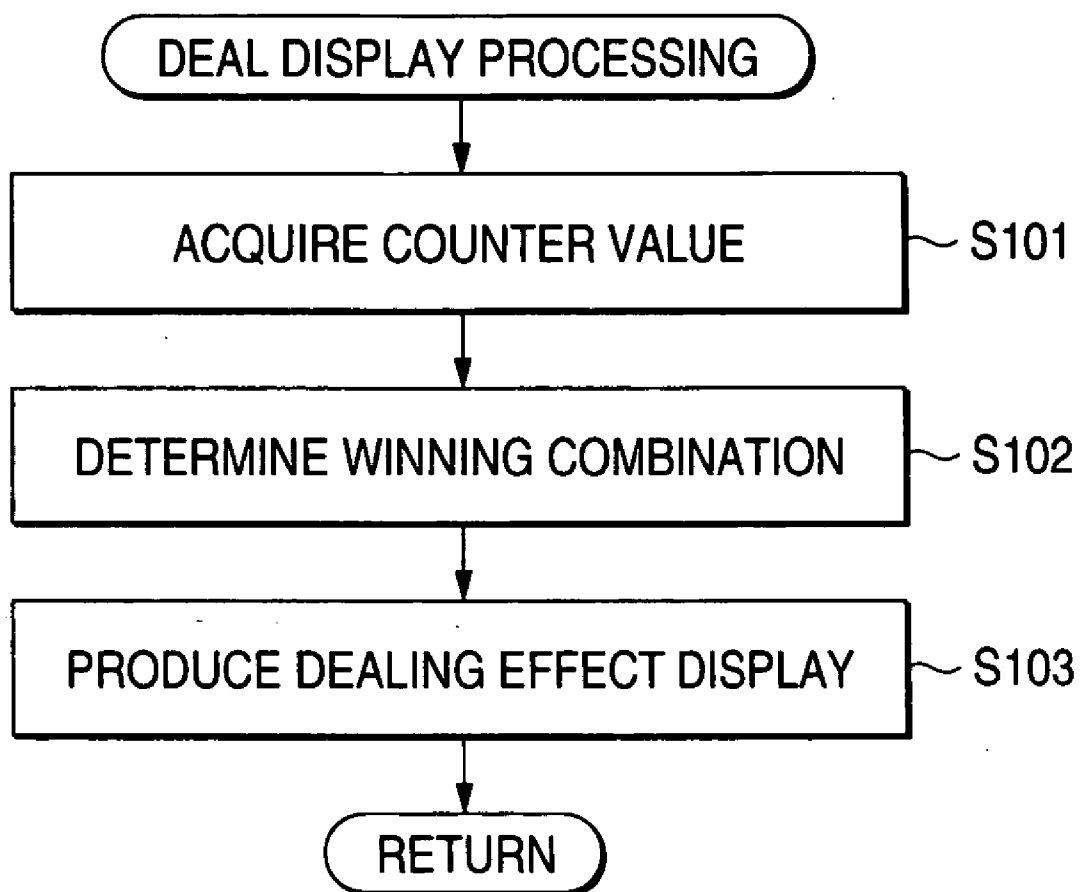 DEAL DISPLAY PROCESSING
ACQUIRE COUNTER VALUE
S101
DETERMINE WINNING COMBINATION
S102
PRODUCE DEALING EFFECT DISPLAY
S103
RETURN